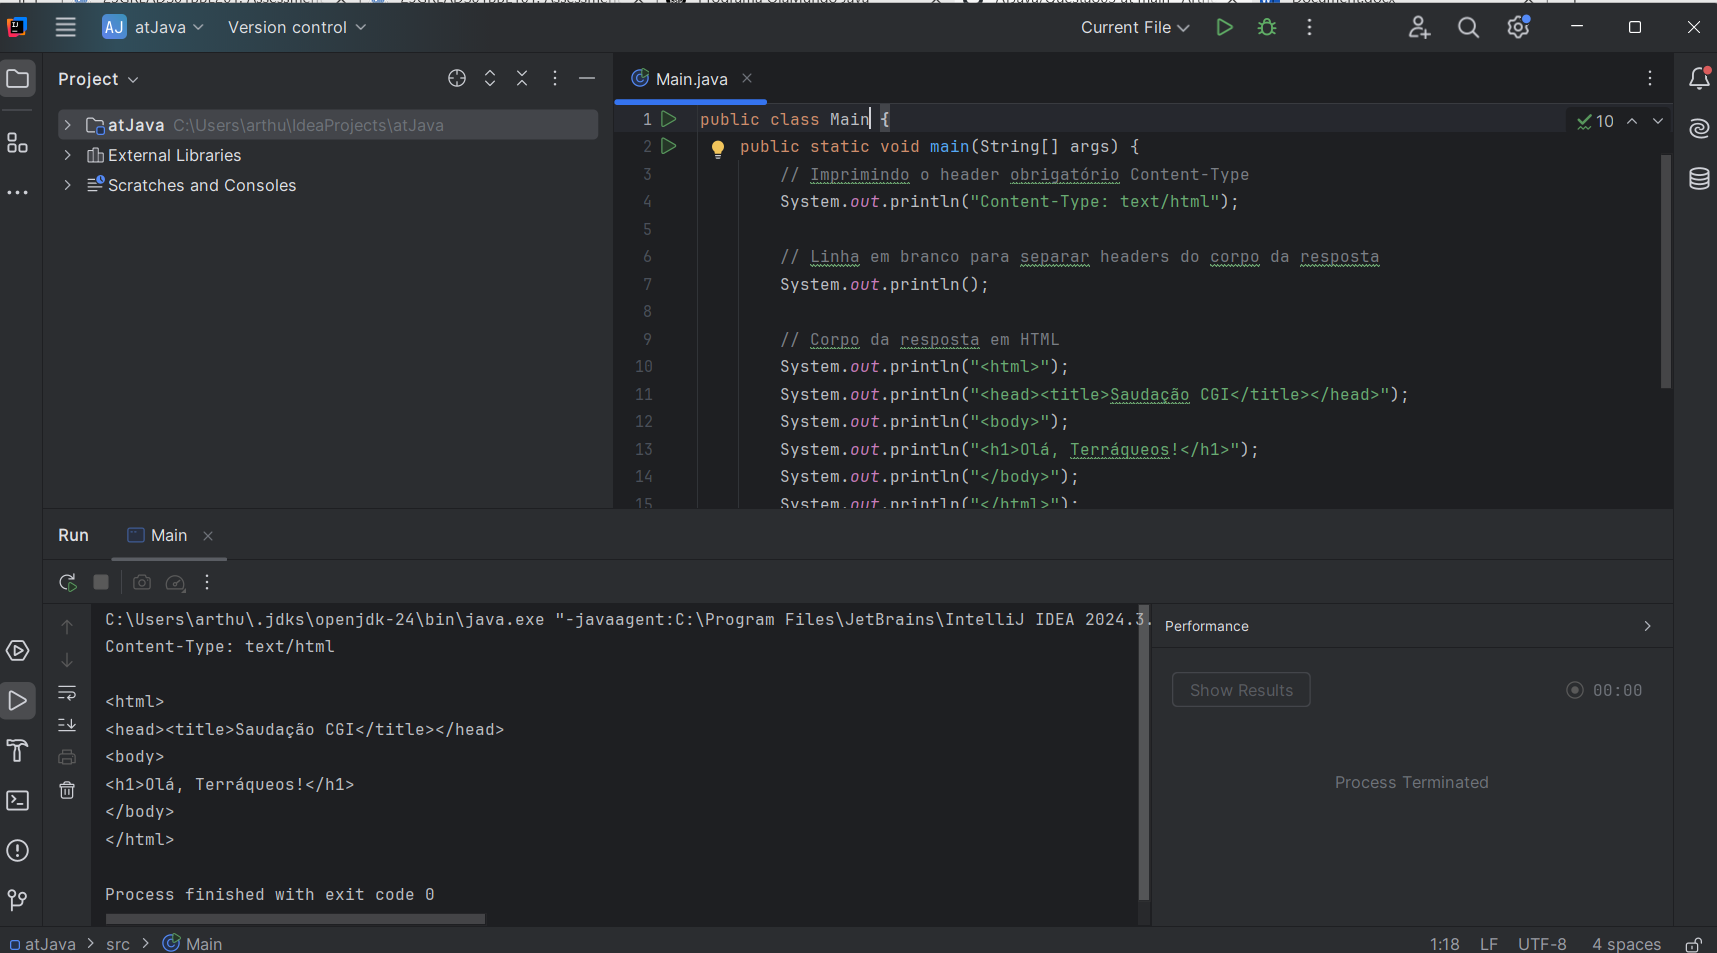 AJ atJava Version control Current File
Project
Main.java
atJava C:\Users\arthu\IdeaProjects\atJava
External Libraries
Scratches and Consoles
10
1 public class Main {
2 public static void main(String[] args) {
3 // Imprimindo o header obrigatório Content-Type
4 System.out.println("Content-Type: text/html");
5
6 // Linha em branco para separar headers do corpo da resposta
7 System.out.println();
8
9 // Corpo da resposta em HTML
10 System.out.println("<html>");
11 System.out.println("<head><title>Saudação CGI</title></head>");
12 System.out.println("<body>");
13 System.out.println("<h1>Olá, Terráqueos!</h1>");
14 System.out.println("</body>");
15 System.out.println("</html>");
Run Main
C:\Users\arthu\.jdks\openjdk-24\bin\java.exe "-javaagent:C:\Program Files\JetBrains\IntelliJ IDEA 2024.3.
Content-Type: text/html
<html>
<head><title>Saudação CGI</title></head>
<body>
<h1>Olá, Terráqueos!</h1>
</body>
</html>
Process finished with exit code 0
Performance
Show Results 00:00
Process Terminated
atJava > src > Main
1:18 LF UTF-8 4 spaces